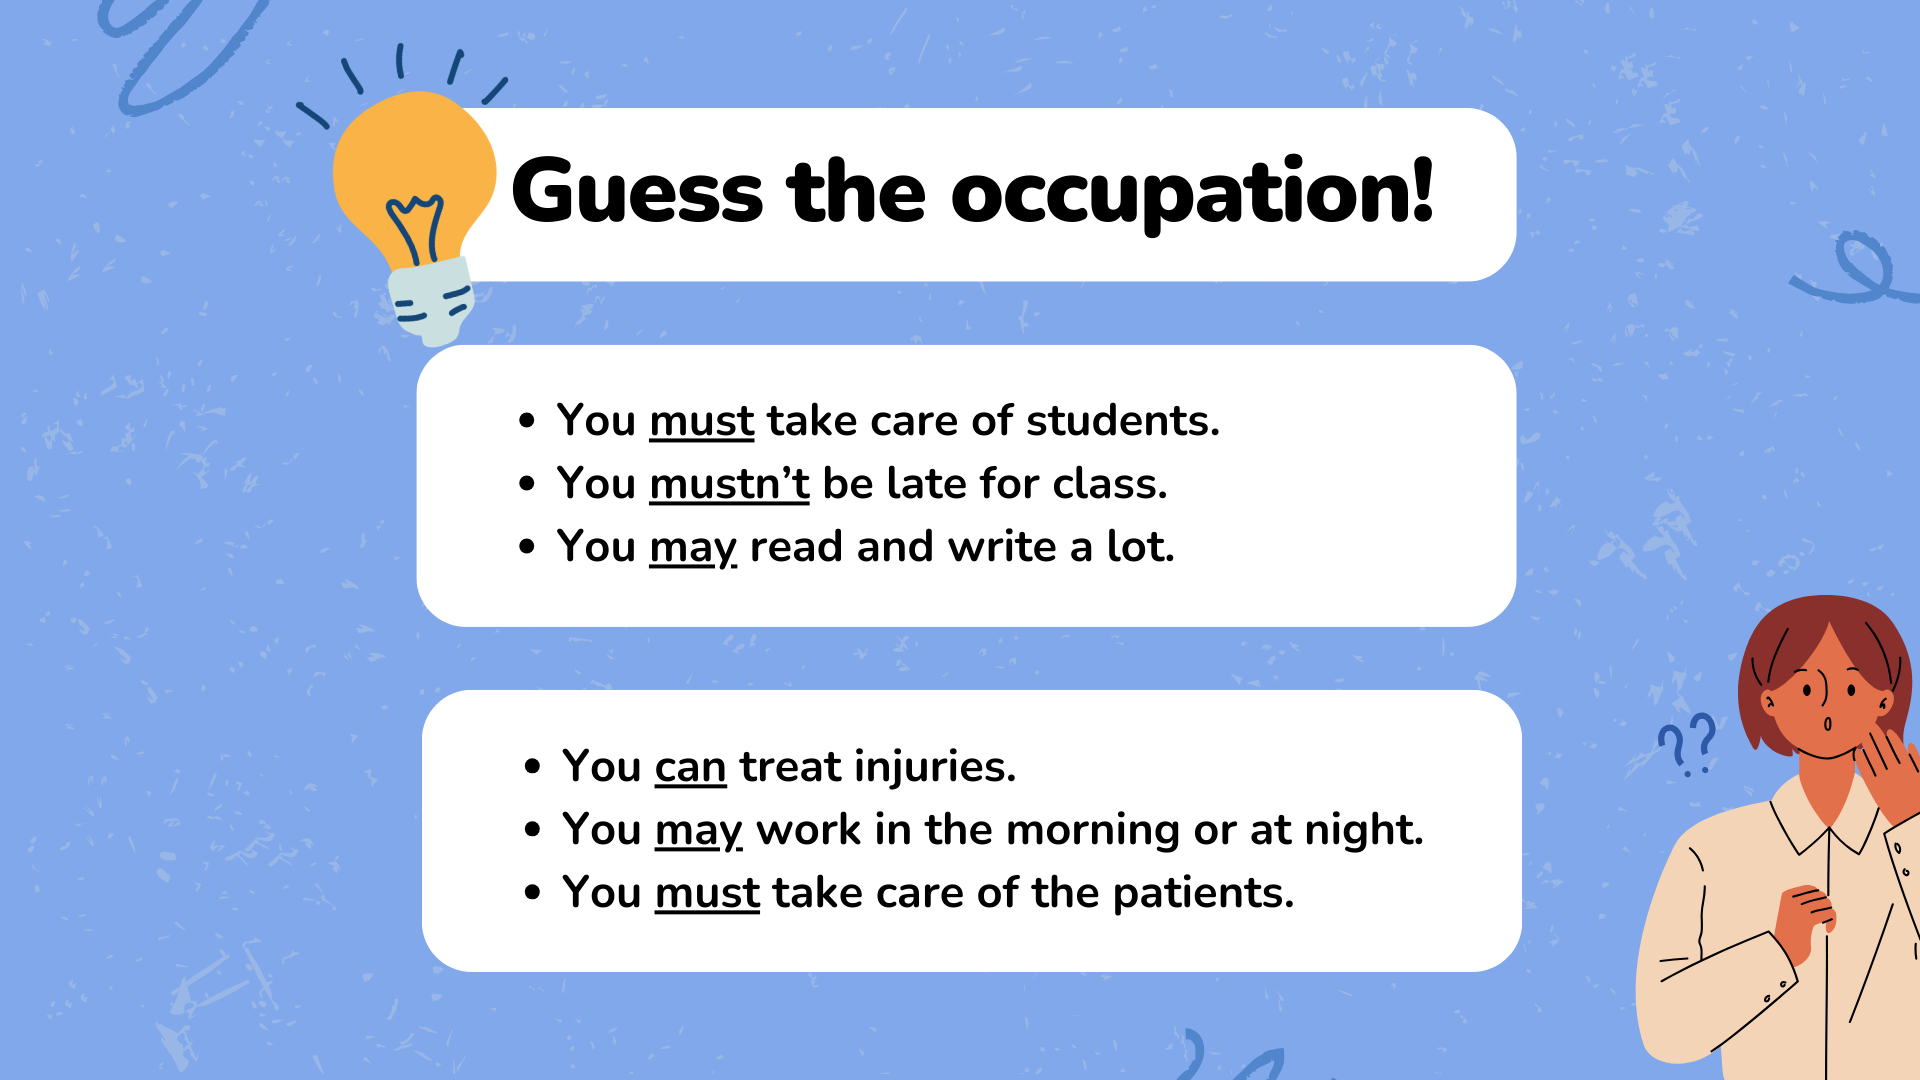 Guess the occupation!
• You must take care of students.
• You mustn’t be late for class.
• You may read and write a lot.
• You can treat injuries.
• You may work in the morning or at night.
• You must take care of the patients.
??